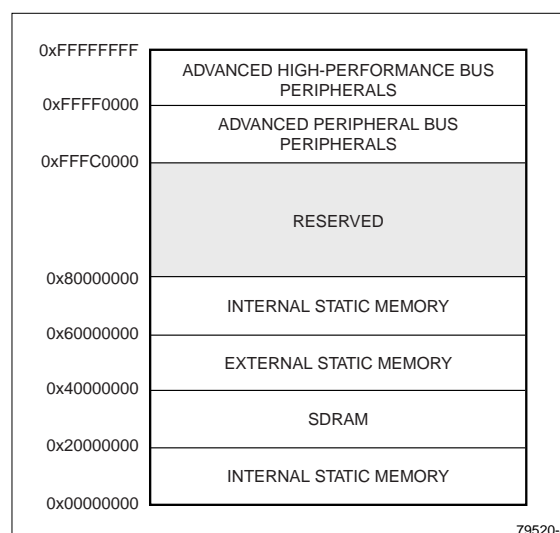 0xFFFFFFFF
ADVANCED HIGH-PERFORMANCE BUS
PERIPHERALS
0xFFFF0000
ADVANCED PERIPHERAL BUS
PERIPHERALS
0xFFFC0000
RESERVED
0x80000000
INTERNAL STATIC MEMORY
0x60000000
EXTERNAL STATIC MEMORY
0x40000000
SDRAM
0x20000000
INTERNAL STATIC MEMORY
0x00000000
79520-